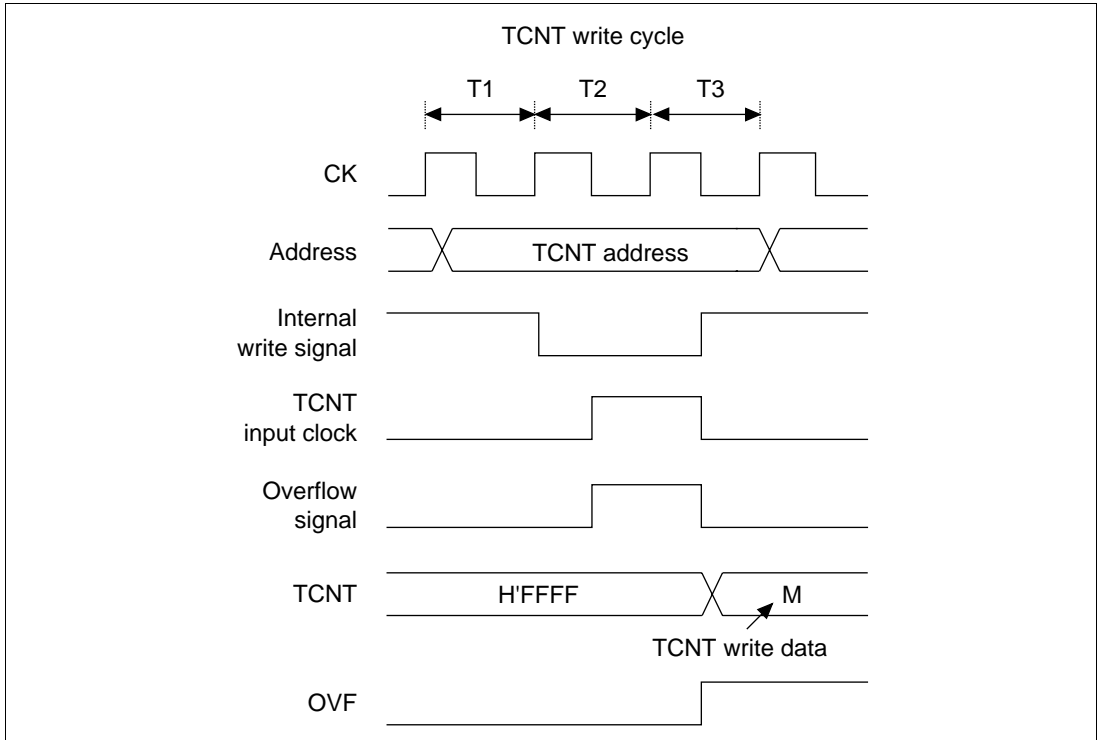 TCNT write cycle
T1 T2 T3
CK
Address TCNT address
Internal
write signal
TCNT
input clock
Overflow
signal
TCNT H'FFFF M
TCNT write data
OVF